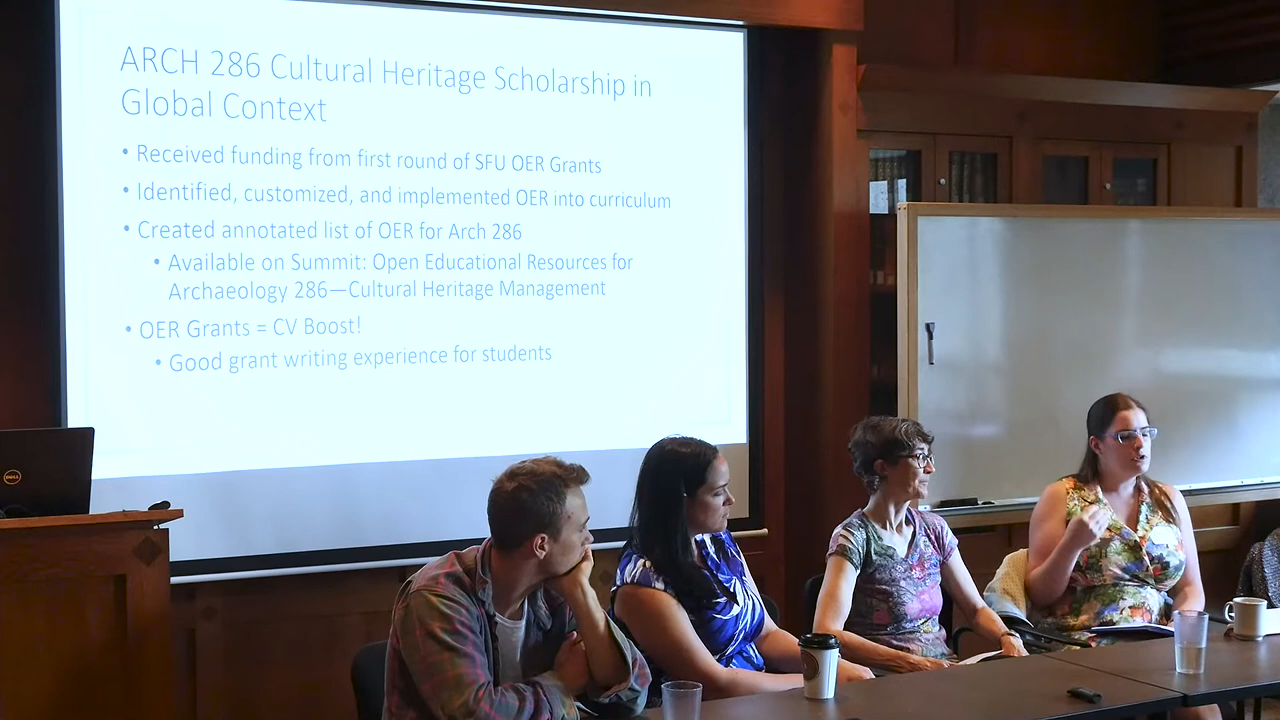 ARCH 286 Cultural Heritage Scholarship in
Global Context
• Received funding from first round of SFU OER Grants
• Identified, customized, and implemented OER into curriculum
• Created annotated list of OER for Arch 286
• Available on Summit: Open Educational Resources for
Archaeology 286—Cultural Heritage Management
• OER Grants = CV Boost!
• Good grant writing experience for students
DELL